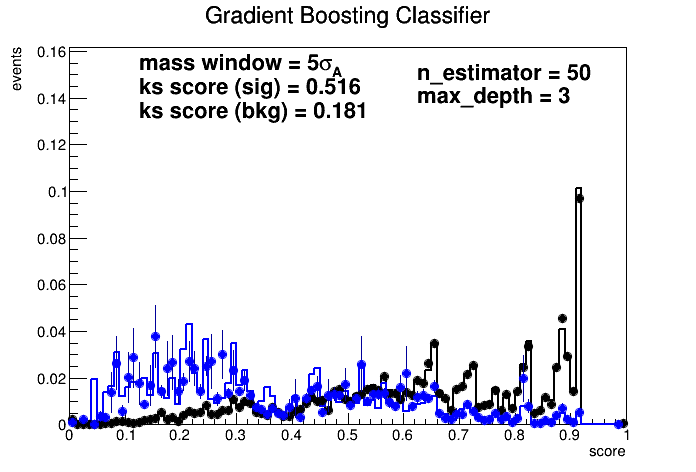 Gradient Boosting Classifier
events
0.16
0.14
0.12
0.1
0.08
0.06
0.04
0.02
0
mass window = 5σA
ks score (sig) = 0.516
ks score (bkg) = 0.181
n_estimator = 50
max_depth = 3
0 0.1 0.2 0.3 0.4 0.5 0.6 0.7 0.8 0.9 1
score